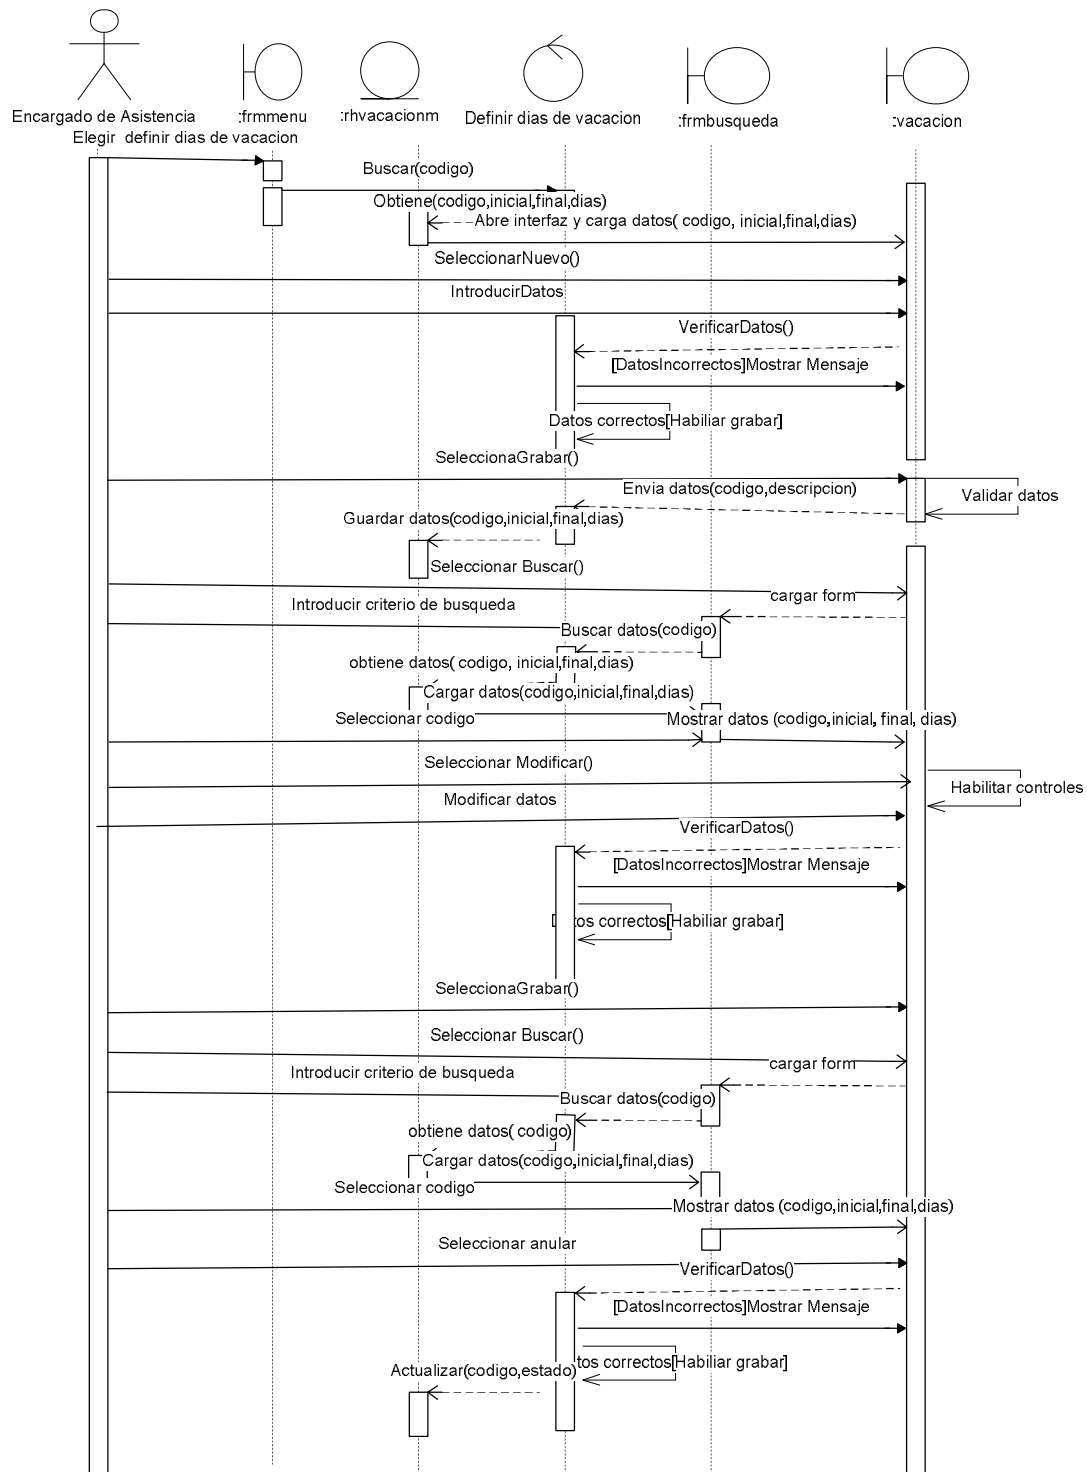 Encargado de Asistencia
:frmmenu
:rhvacacionm
Definir dias de vacacion
:frmbusqueda
:vacacion
Elegir definir dias de vacacion
Buscar(codigo)
Obtiene(codigo,inicial,final,dias)
Abre interfaz y carga datos( codigo, inicial,final,dias)
SeleccionarNuevo()
IntroducirDatos
VerificarDatos()
[DatosIncorrectos]Mostrar Mensaje
Datos correctos[Habiliar grabar]
SeleccionaGrabar()
Envia datos(codigo,descripcion)
Validar datos
Guardar datos(codigo,inicial,final,dias)
Seleccionar Buscar()
cargar form
Introducir criterio de busqueda
Buscar datos(codigo)
obtiene datos( codigo, inicial,final,dias)
Cargar datos(codigo,inicial,final,dias)
Seleccionar codigo
Mostrar datos (codigo,inicial, final, dias)
Seleccionar Modificar()
Habilitar controles
Modificar datos
VerificarDatos()
[DatosIncorrectos]Mostrar Mensaje
tos correctos[Habiliar grabar]
SeleccionaGrabar()
Seleccionar Buscar()
cargar form
Introducir criterio de busqueda
Buscar datos(codigo)
obtiene datos( codigo)
Cargar datos(codigo,inicial,final,dias)
Seleccionar codigo
Mostrar datos (codigo,inicial,final,dias)
Seleccionar anular
VerificarDatos()
[DatosIncorrectos]Mostrar Mensaje
tos correctos[Habiliar grabar]
Actualizar(codigo,estado)